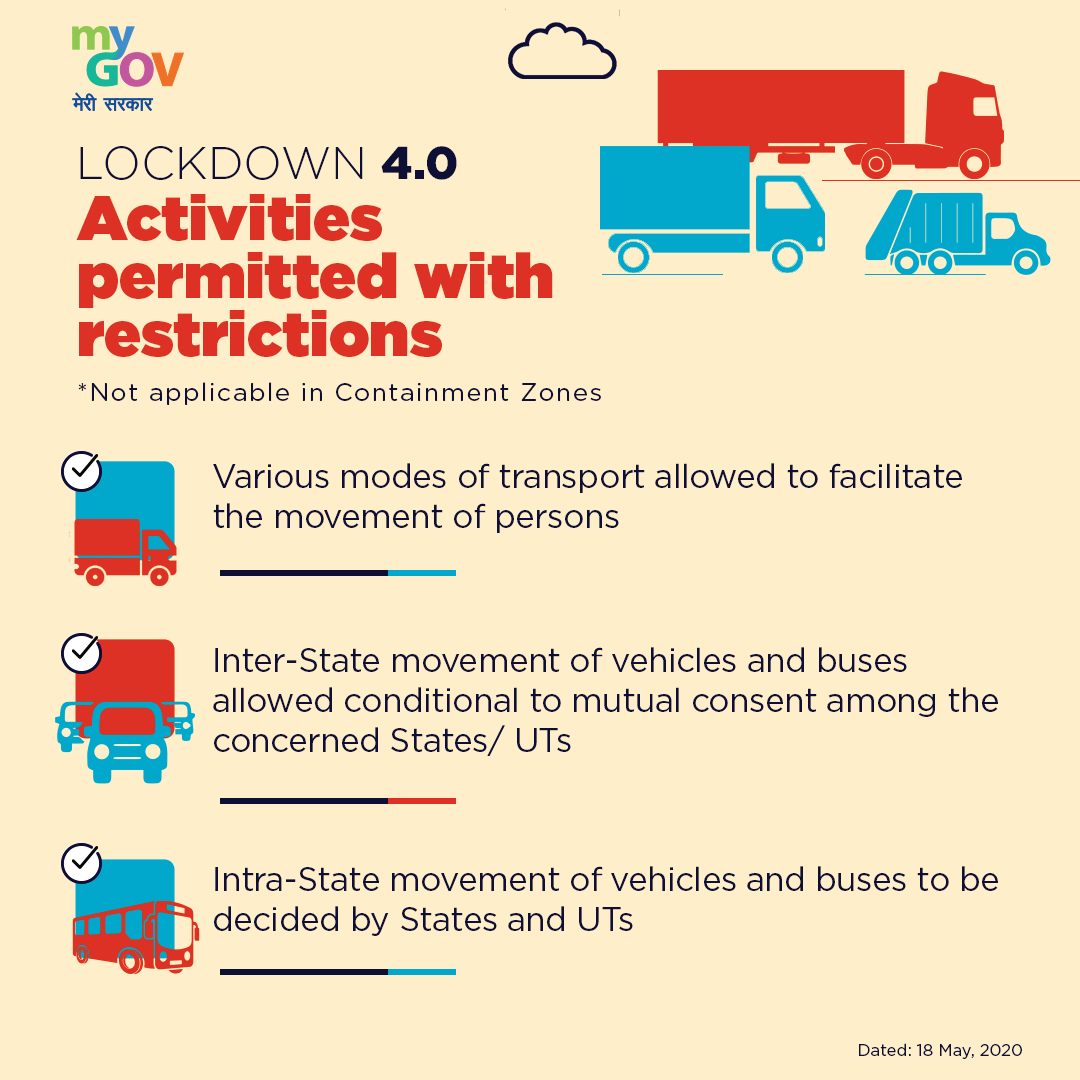 my
GOV
मेरी सरकार
LOCKDOWN 4.0
Activities
permitted with
restrictions
*Not applicable in Containment Zones
Various modes of transport allowed to facilitate
the movement of persons
Inter-State movement of vehicles and buses
allowed conditional to mutual consent among the
concerned States/ UTs
Intra-State movement of vehicles and buses to be
decided by States and UTs
Dated: 18 May, 2020